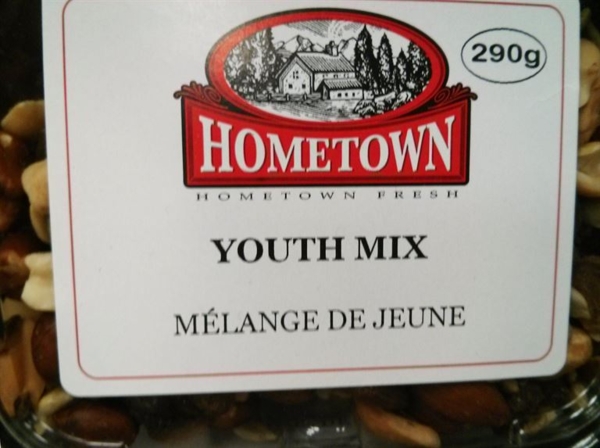 290g
HOMETOWN
HOMETOWN FRESH
YOUTH MIX
MÉLANGE DE JEUNE